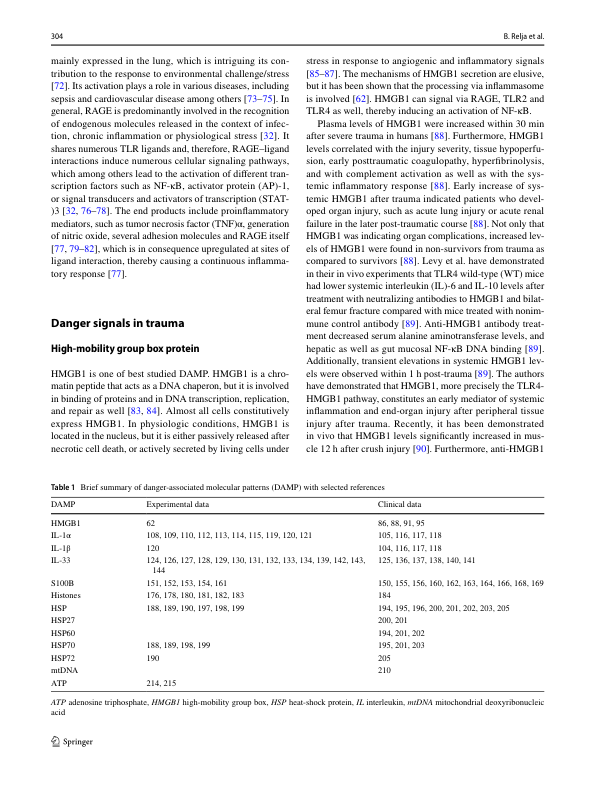 304
B. Relja et al.
mainly expressed in the lung, which is intriguing its con-
tribution to the response to environmental challenge/stress
[72]. Its activation plays a role in various diseases, including
sepsis and cardiovascular disease among others [73–75]. In
general, RAGE is predominantly involved in the recognition
of endogenous molecules released in the context of infec-
tion, chronic inflammation or physiological stress [32]. It
shares numerous TLR ligands and, therefore, RAGE–ligand
interactions induce numerous cellular signaling pathways,
which among others lead to the activation of different tran-
scription factors such as NF-κB, activator protein (AP)-1,
or signal transducers and activators of transcription (STAT-
)3 [32, 76–78]. The end products include proinflammatory
mediators, such as tumor necrosis factor (TNF)α, generation
of nitric oxide, several adhesion molecules and RAGE itself
[77, 79–82], which is in consequence upregulated at sites of
ligand interaction, thereby causing a continuous inflamma-
tory response [77].
Danger signals in trauma
High-mobility group box protein
HMGB1 is one of best studied DAMP. HMGB1 is a chro-
matin peptide that acts as a DNA chaperon, but it is involved
in binding of proteins and in DNA transcription, replication,
and repair as well [83, 84]. Almost all cells constitutively
express HMGB1. In physiologic conditions, HMGB1 is
located in the nucleus, but it is either passively released after
necrotic cell death, or actively secreted by living cells under
stress in response to angiogenic and inflammatory signals
[85–87]. The mechanisms of HMGB1 secretion are elusive,
but it has been shown that the processing via inflammasome
is involved [62]. HMGB1 can signal via RAGE, TLR2 and
TLR4 as well, thereby inducing an activation of NF-κB.
Plasma levels of HMGB1 were increased within 30 min
after severe trauma in humans [88]. Furthermore, HMGB1
levels correlated with the injury severity, tissue hypoperfu-
sion, early posttraumatic coagulopathy, hyperfibrinolysis,
and with complement activation as well as with the sys-
temic inflammatory response [88]. Early increase of sys-
temic HMGB1 after trauma indicated patients who devel-
oped organ injury, such as acute lung injury or acute renal
failure in the later post-traumatic course [88]. Not only that
HMGB1 was indicating organ complications, increased lev-
els of HMGB1 were found in non-survivors from trauma as
compared to survivors [88]. Levy et al. have demonstrated
in their in vivo experiments that TLR4 wild-type (WT) mice
had lower systemic interleukin (IL)-6 and IL-10 levels after
treatment with neutralizing antibodies to HMGB1 and bilat-
eral femur fracture compared with mice treated with nonim-
mune control antibody [89]. Anti-HMGB1 antibody treat-
ment decreased serum alanine aminotransferase levels, and
hepatic as well as gut mucosal NF-κB DNA binding [89].
Additionally, transient elevations in systemic HMGB1 lev-
els were observed within 1 h post-trauma [89]. The authors
have demonstrated that HMGB1, more precisely the TLR4-
HMGB1 pathway, constitutes an early mediator of systemic
inflammation and end-organ injury after peripheral tissue
injury after trauma. Recently, it has been demonstrated
in vivo that HMGB1 levels significantly increased in mus-
cle 12 h after crush injury [90]. Furthermore, anti-HMGB1
Table 1 Brief summary of danger-associated molecular patterns (DAMP) with selected references
DAMP Experimental data Clinical data
HMGB1 62 86, 88, 91, 95
IL-1α 108, 109, 110, 112, 113, 114, 115, 119, 120, 121 105, 116, 117, 118
IL-1β 120 104, 116, 117, 118
IL-33 124, 126, 127, 128, 129, 130, 131, 132, 133, 134, 139, 142, 143, 125, 136, 137, 138, 140, 141
144
S100B 151, 152, 153, 154, 161 150, 155, 156, 160, 162, 163, 164, 166, 168, 169
Histones 176, 178, 180, 181, 182, 183 184
HSP 188, 189, 190, 197, 198, 199 194, 195, 196, 200, 201, 202, 203, 205
HSP27 200, 201
HSP60 194, 201, 202
HSP70 188, 189, 198, 199 195, 201, 203
HSP72 190 205
mtDNA 210
ATP 214, 215
ATP adenosine triphosphate, HMGB1 high-mobility group box, HSP heat-shock protein, IL interleukin, mtDNA mitochondrial deoxyribonucleic
acid
Springer